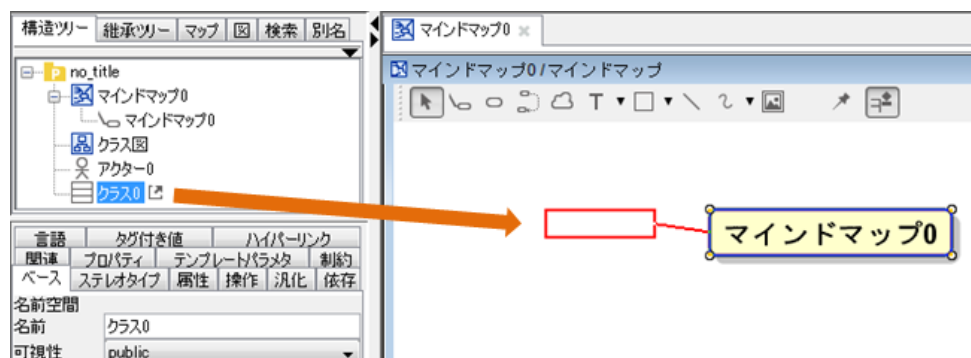 構造ツリー 継承ツリー マップ 図 検索 別名
no_title
マインドマップ0
マインドマップ0
クラス図
アクター0
クラス0
言語 タグ付き値 ハイパーリンク
関連 プロパティ テンプレートパラメタ 制約
ベース ステレオタイプ 属性 操作 汎化 依存
名前空間
名前 クラス0
可視性 public
マインドマップ0
マインドマップ0/マインドマップ
T
マインドマップ0